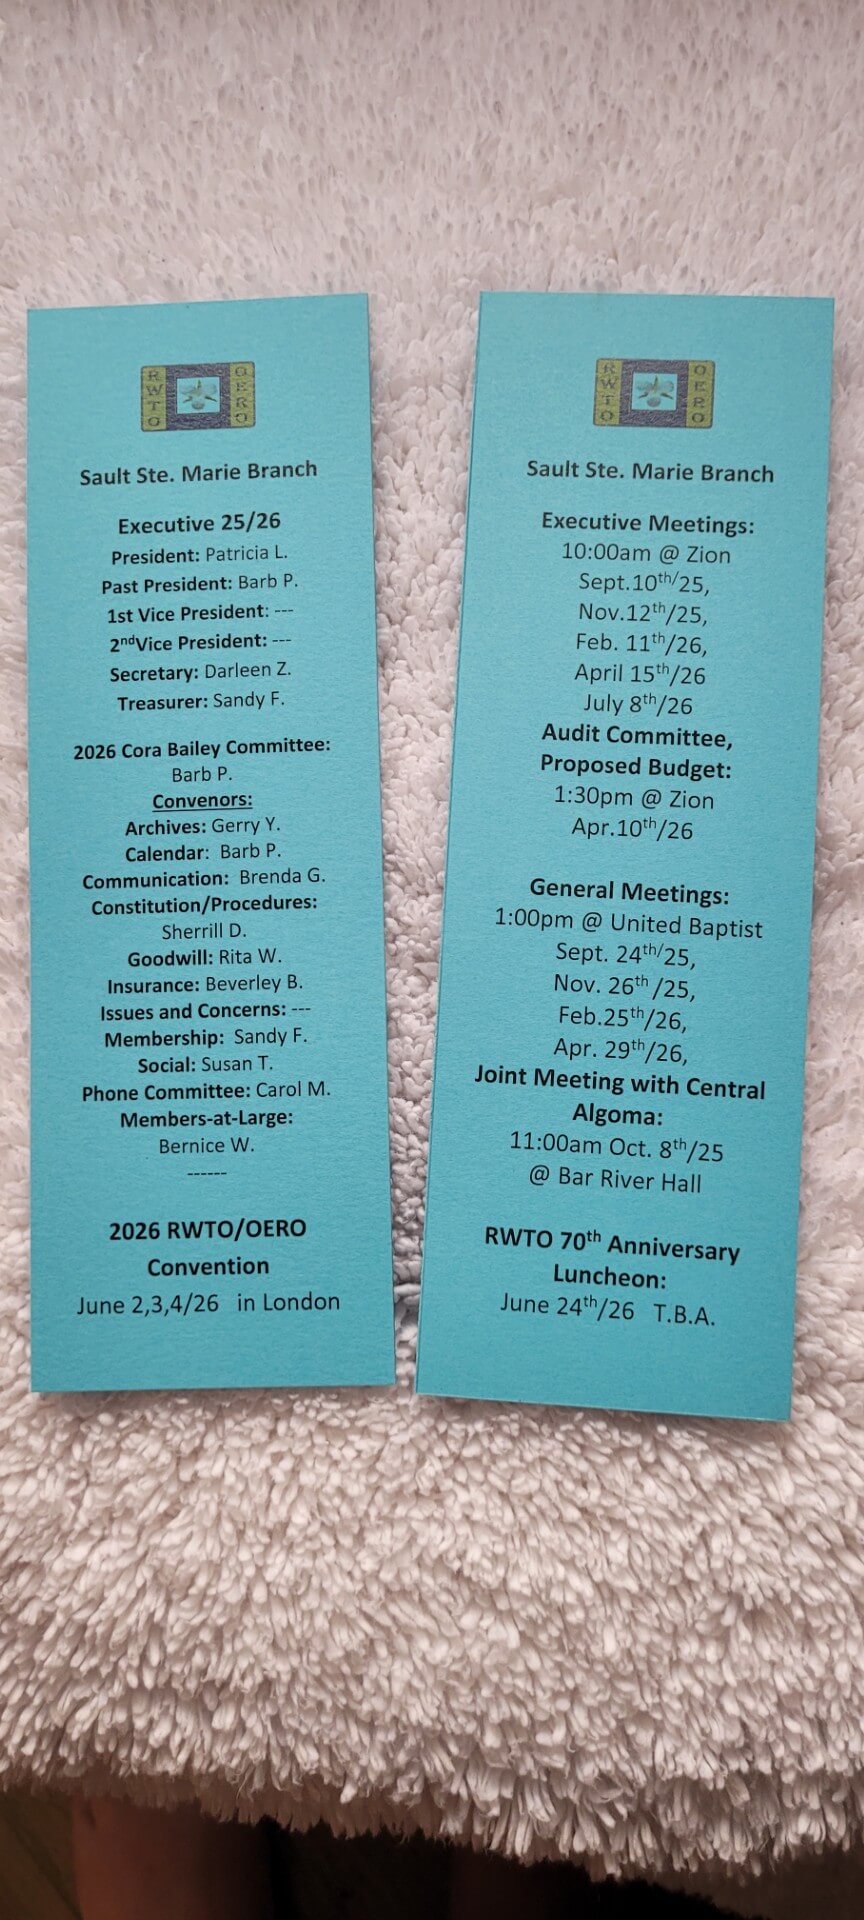 RWTO
OERO
Sault Ste. Marie Branch
Executive 25/26
President: Patricia L.
Past President: Barb P.
1st Vice President: ---
2ndVice President: ---
Secretary: Darleen Z.
Treasurer: Sandy F.
2026 Cora Bailey Committee:
Barb P.
Convenors:
Archives: Gerry Y.
Calendar: Barb P.
Communication: Brenda G.
Constitution/Procedures:
Sherrill D.
Goodwill: Rita W.
Insurance: Beverley B.
Issues and Concerns: ---
Membership: Sandy F.
Social: Susan T.
Phone Committee: Carol M.
Members-at-Large:
Bernice W.
------
2026 RWTO/OERO
Convention
June 2,3,4/26 in London
RWTO
OERO
Sault Ste. Marie Branch
Executive Meetings:
10:00am @ Zion
Sept.10th/25,
Nov.12th/25,
Feb. 11th/26,
April 15th/26
July 8th/26
Audit Committee,
Proposed Budget:
1:30pm @ Zion
Apr.10th/26
General Meetings:
1:00pm @ United Baptist
Sept. 24th/25,
Nov. 26th /25,
Feb.25th/26,
Apr. 29th/26,
Joint Meeting with Central
Algoma:
11:00am Oct. 8th/25
@ Bar River Hall
RWTO 70th Anniversary
Luncheon:
June 24th/26 T.B.A.